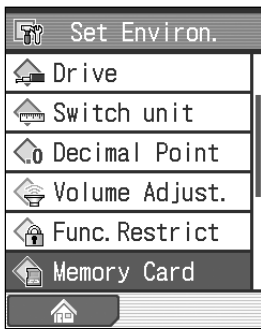 Set Environ.
Drive
Switch unit
Decimal Point
Volume Adjust.
Func.Restrict
Memory Card